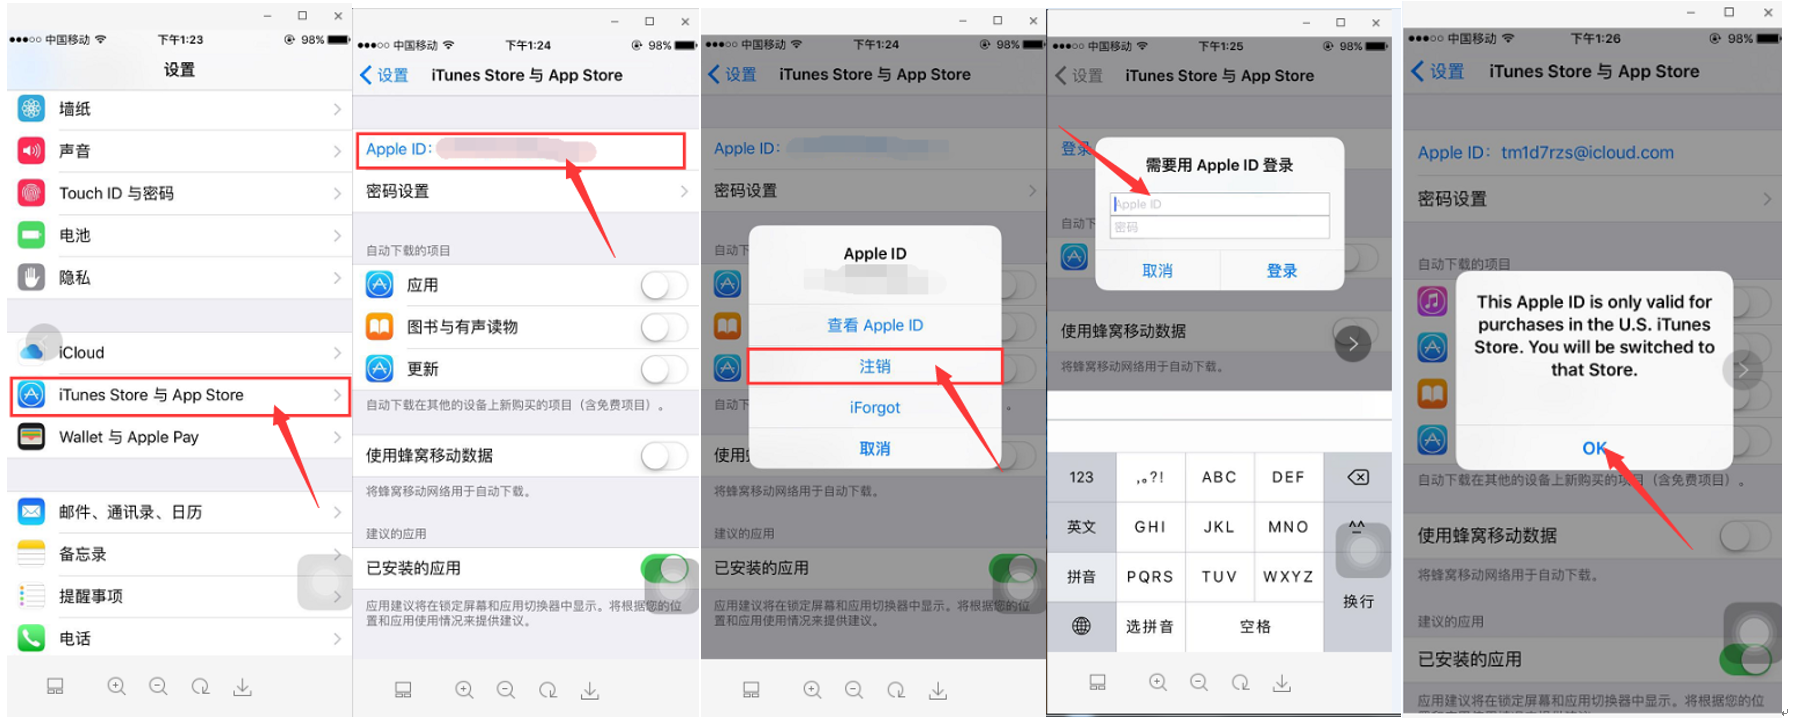 中国移动 下午1:23 98%
设置
墙纸
声音
Touch ID 与密码
电池
隐私
iCloud
iTunes Store 与 App Store
Wallet 与 Apple Pay
邮件、通讯录、日历
备忘录
提醒事项
电话
中国移动 下午1:24 98%
设置 iTunes Store 与 App Store
Apple ID:
密码设置
自动下载的项目
应用
图书与有声读物
更新
自动下载在其他的设备上新购买的项目（含免费项目）。
使用蜂窝移动数据
将蜂窝移动网络用于自动下载。
建议的应用
已安装的应用
应用建议将在锁定屏幕和应用切换器中显示。将根据您的位
置和应用使用情况来提供建议。
中国移动 下午1:24 98%
设置 iTunes Store 与 App Store
Apple ID:
密码设置
自动下
Apple ID
查看 Apple ID
注销
iForgot
取消
自动下
使用
将蜂窝移动网络用于自动下载。
建议的应用
已安装的应用
应用建议将在锁定屏幕和应用切换器中显示。将根据您的位
置和应用使用情况来提供建议。
中国移动 下午1:25 98%
设置 iTunes Store 与 App Store
登录
需要用 Apple ID 登录
Apple ID
密码
取消 登录
自动下
使用蜂窝移动数据
将蜂窝移动网络用于自动下载。
123 ,。?! ABC DEF
英文 GHI JKL MNO ^^
拼音 PQRS TUV WXYZ
换行
选拼音 空格
中国移动 下午1:26 98%
设置 iTunes Store 与 App Store
Apple ID: tm1d7rzs@icloud.com
密码设置
自动下载的项目
This Apple ID is only valid for
purchases in the U.S. iTunes
Store. You will be switched to
that Store.
OK
自动下载在其他的设备上新购买的项目（含免费项目）。
使用蜂窝移动数据
将蜂窝移动网络用于自动下载。
建议的应用
已安装的应用
应用建议将在锁定屏幕和应用切换器中显示。将根据您的位